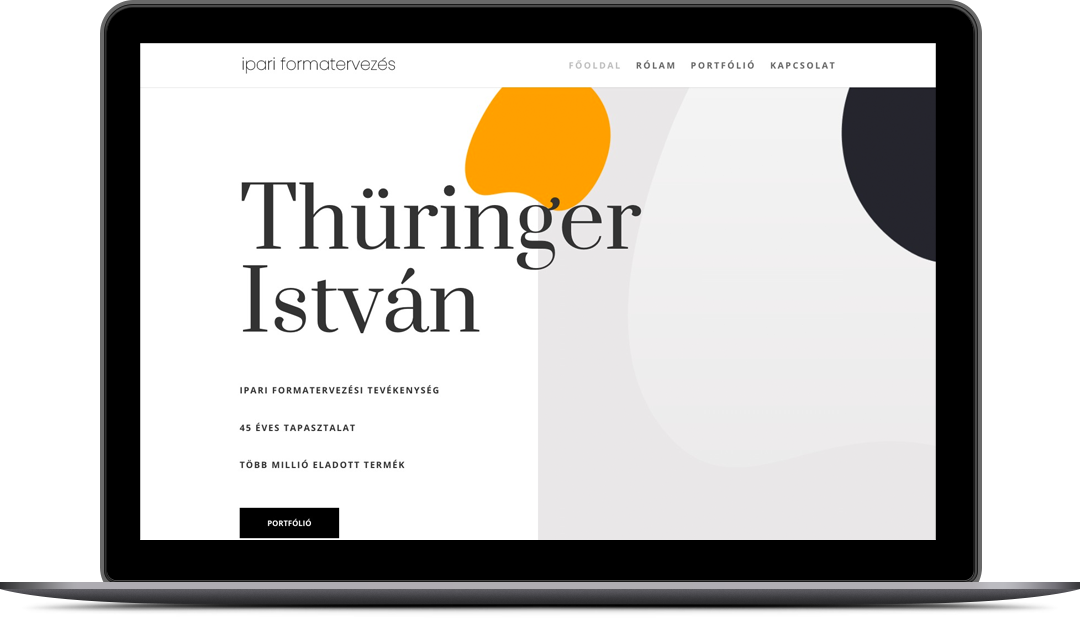 ipari formatervezés
FŐOLDAL RÓLAM PORTFÓLIÓ KAPCSOLAT
Thüringer
István
IPARI FORMATERVEZÉSI TEVÉKENYSÉG
45 ÉVES TAPASZTALAT
TÖBB MILLIÓ ELADOTT TERMÉK
PORTFÓLIÓ